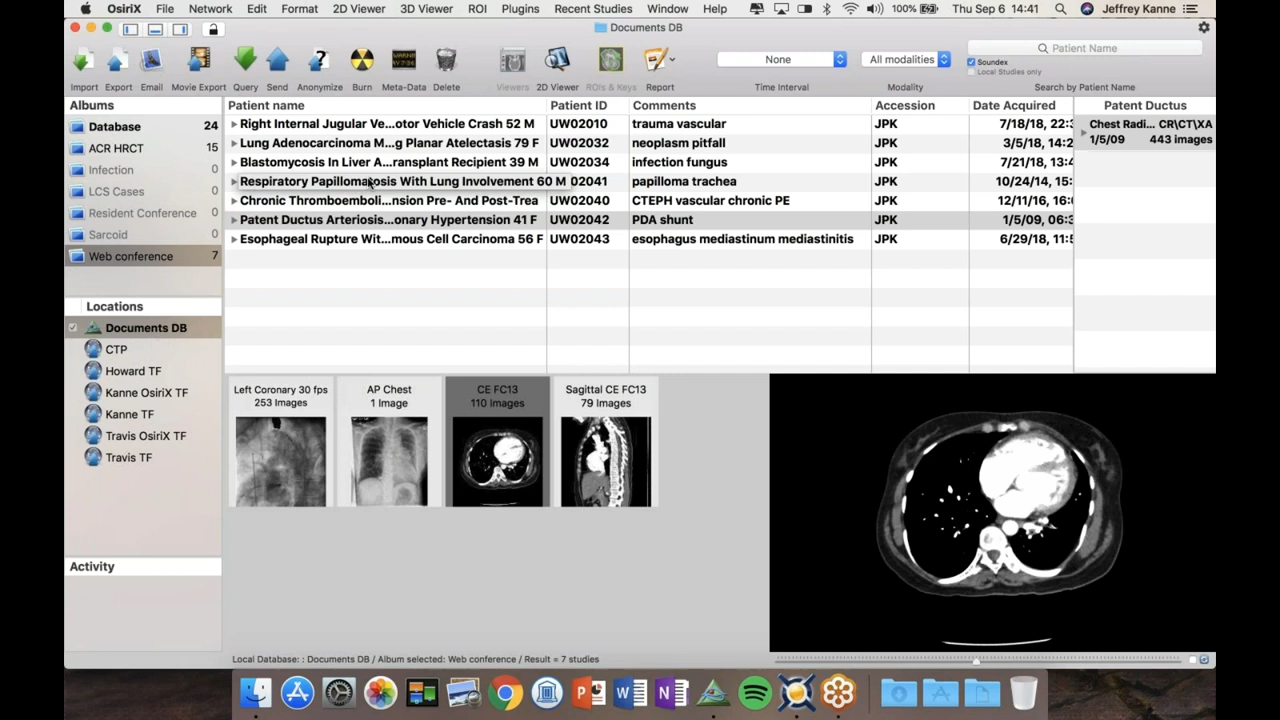 OsiriX File Network Edit Format 2D Viewer 3D Viewer ROI Plugins Recent Studies Window Help 100% Thu Sep 6 14:41 Jeffrey Kanne
Documents DB
None All modalities Patient Name
Soundex
Local Studies only
Import Export Email Movie Export Query Send Anonymize Burn Meta-Data Delete Viewers 2D Viewer ROIs & Keys Report Time Interval Modality Search by Patient Name
Albums Patient name Patient ID Comments Accession Date Acquired Patent Ductus
Database 24 Right Internal Jugular Ve...otor Vehicle Crash 52 M UW02010 trauma vascular JPK 7/18/18, 22:3 Chest Radi... CR\CT\XA
1/5/09 443 images
ACR HRCT 15 Lung Adenocarcinoma M...g Planar Atelectasis 79 F UW02032 neoplasm pitfall JPK 3/5/18, 14:2
Infection 0 Blastomycosis In Liver A...ransplant Recipient 39 M UW02034 infection fungus JPK 7/21/18, 13:4
LCS Cases 0 Respiratory Papillomatosis With Lung Involvement 60 M 02041 papilloma trachea JPK 10/24/14, 15:
Resident Conference 0 Chronic Thromboemboli...nsion Pre- And Post-Trea UW02040 CTEPH vascular chronic PE JPK 12/11/16, 16:
Sarcoid 0 Patent Ductus Arteriosis...onary Hypertension 41 F UW02042 PDA shunt JPK 1/5/09, 06:3
Web conference 7 Esophageal Rupture Wit...mous Cell Carcinoma 56 F UW02043 esophagus mediastinum mediastinitis JPK 6/29/18, 11:5
Locations
Documents DB
CTP
Howard TF
Kanne OsiriX TF
Kanne TF
Travis OsiriX TF
Travis TF
Left Coronary 30 fps AP Chest CE FC13 Sagittal CE FC13
253 Images 1 Image 110 Images 79 Images
Activity
Local Database: : Documents DB / Album selected: Web conference / Result = 7 studies